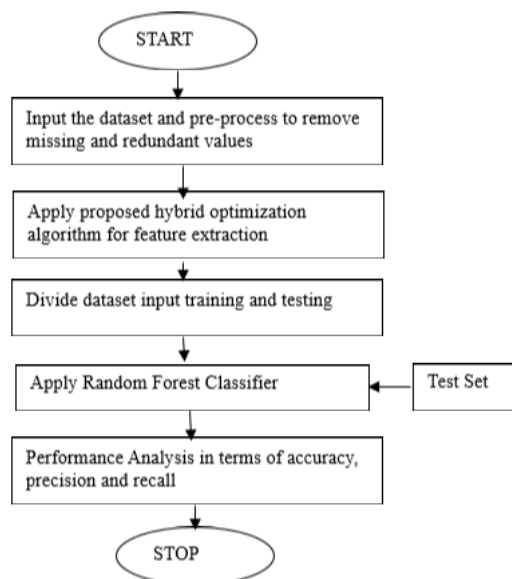 START
Input the dataset and pre-process to remove
missing and redundant values
Apply proposed hybrid optimization
algorithm for feature extraction
Divide dataset input training and testing
Apply Random Forest Classifier
Test Set
Performance Analysis in terms of accuracy,
precision and recall
STOP